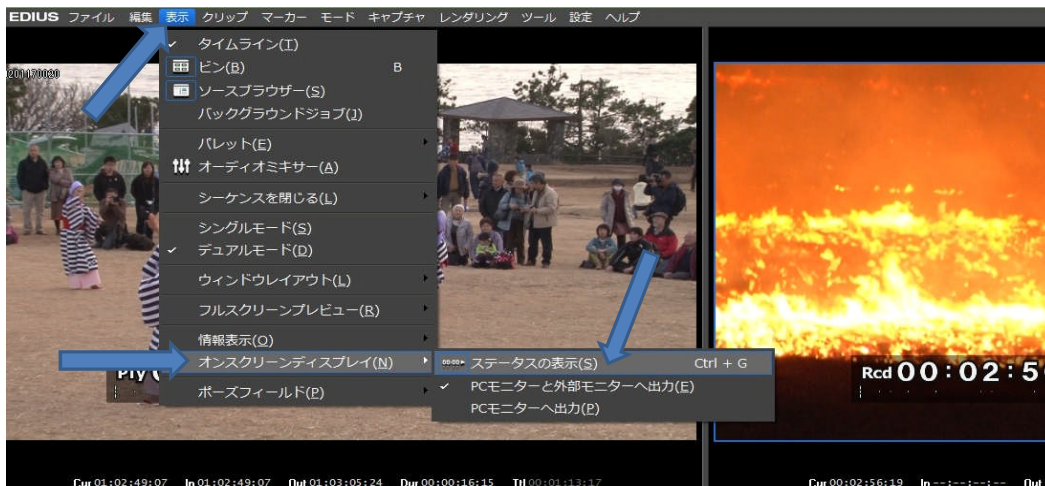 EDIUS ファイル 編集 表示 クリップ マーカー モード キャプチャ レンダリング ツール 設定 ヘルプ
タイムライン(T)
ビン(B) B
ソースブラウザー(S)
バックグラウンドジョブ(J)
パレット(E)
オーディオミキサー(A)
シーケンスを閉じる(L)
シングルモード(S)
デュアルモード(D)
ウィンドウレイアウト(L)
フルスクリーンプレビュー(R)
情報表示(O)
オンスクリーンディスプレイ(N)
ステータスの表示(S) Ctrl + G
PCモニターと外部モニターへ出力(E)
PCモニターへ出力(P)
ポーズフィールド(P)
Ply
Rcd 00:02:5
Cur 01:02:49:07 In 01:02:49:07 Out 01:03:05:24 Dur 00:00:16:15 Ttl 00:01:13:17
Cur 00:02:56:19 In --:--:--:-- Out